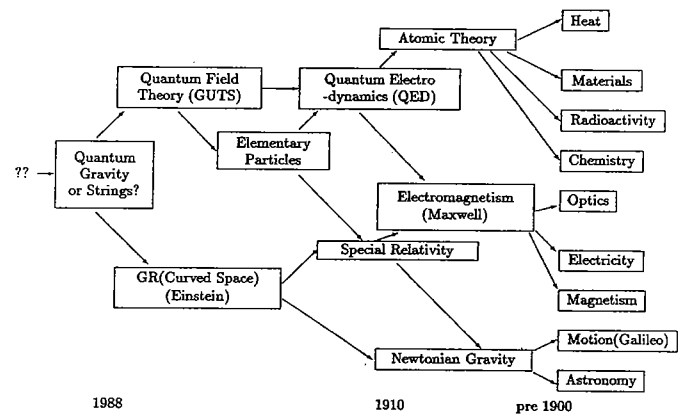 Heat
Atomic Theory
Quantum Field
Theory (GUTS)
Quantum Electro
-dynamics (QED)
Materials
Radioactivity
Elementary
Particles
Chemistry
??
Quantum
Gravity
or Strings?
Electromagnetism
(Maxwell)
Optics
Special Relativity
Electricity
GR(Curved Space)
(Einstein)
Magnetism
Motion(Galileo)
Newtonian Gravity
Astronomy
1988
1910
pre 1900